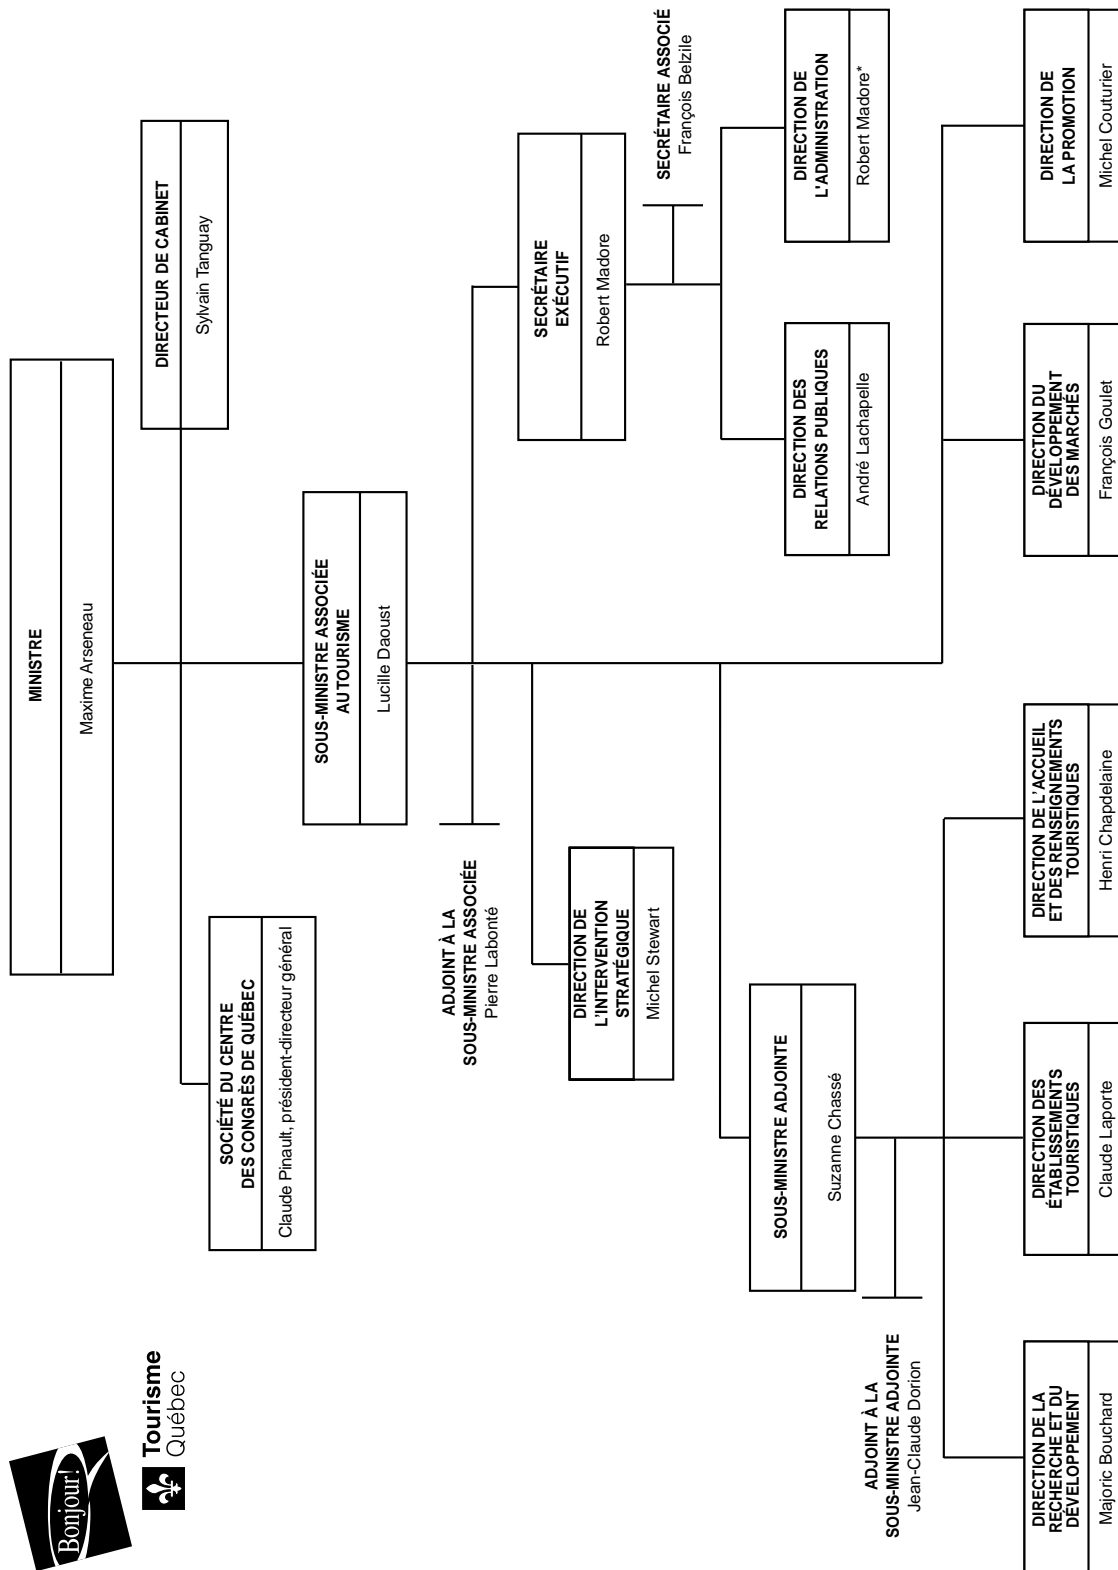 Bonjour!
Tourisme
Québec
MINISTRE
Maxime Arseneau
DIRECTEUR DE CABINET
Sylvain Tanguay
SOCIÉTÉ DU CENTRE
DES CONGRÈS DE QUÉBEC
Claude Pinault, président-directeur général
SOUS-MINISTRE ASSOCIÉE
AU TOURISME
Lucille Daoust
ADJOINT À LA
SOUS-MINISTRE ASSOCIÉE
Pierre Labonté
SECRÉTAIRE
EXÉCUTIF
Robert Madore
DIRECTION DE
L'INTERVENTION
STRATÉGIQUE
Michel Stewart
SECRÉTAIRE ASSOCIÉ
François Belzile
DIRECTION DES
RELATIONS PUBLIQUES
André Lachapelle
DIRECTION DE
L'ADMINISTRATION
Robert Madore*
SOUS-MINISTRE ADJOINTE
Suzanne Chassé
ADJOINT À LA
SOUS-MINISTRE ADJOINTE
Jean-Claude Dorion
DIRECTION DE LA
RECHERCHE ET DU
DÉVELOPPEMENT
Majoric Bouchard
DIRECTION DES
ÉTABLISSEMENTS
TOURISTIQUES
Claude Laporte
DIRECTION DE L'ACCUEIL
ET DES RENSEIGNEMENTS
TOURISTIQUES
Henri Chapdelaine
DIRECTION DU
DÉVELOPPEMENT
DES MARCHÉS
François Goulet
DIRECTION DE
LA PROMOTION
Michel Couturier